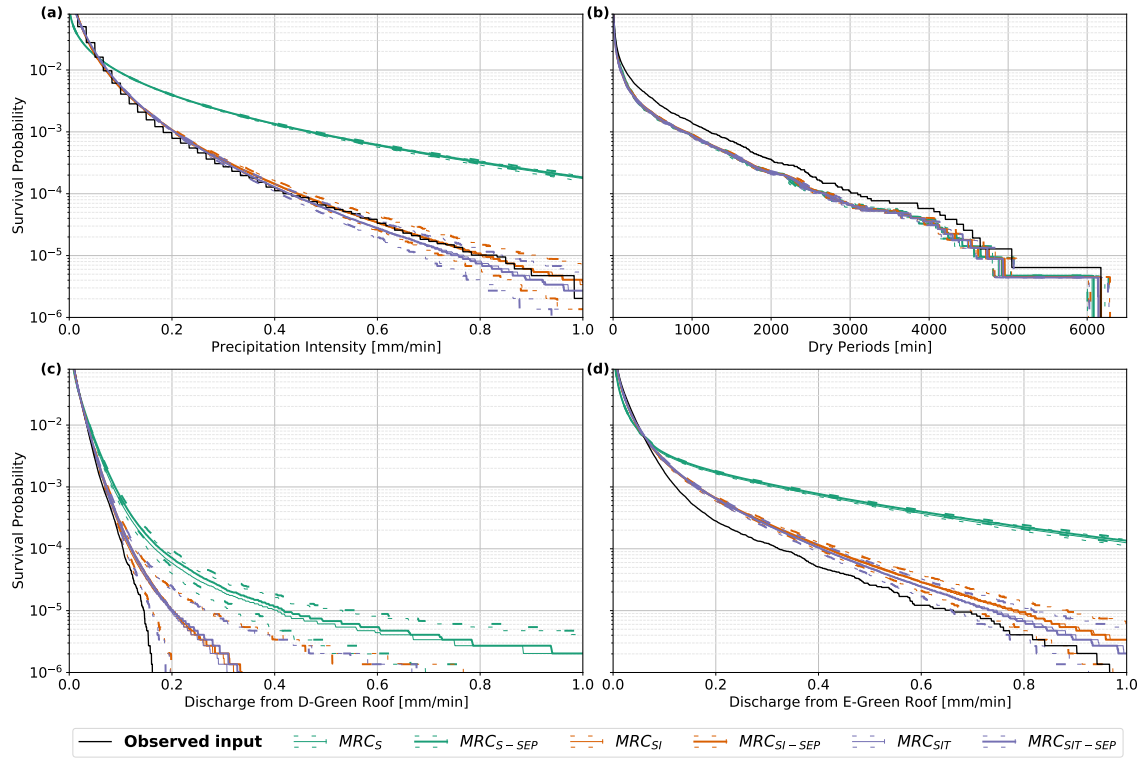 (a)
(b)
Survival Probability
10⁻²
10⁻³
10⁻⁴
10⁻⁵
10⁻⁶
0.0 0.2 0.4 0.6 0.8 1.0
Precipitation Intensity [mm/min]
0 1000 2000 3000 4000 5000 6000
Dry Periods [min]
(c)
(d)
Survival Probability
10⁻²
10⁻³
10⁻⁴
10⁻⁵
10⁻⁶
0.0 0.2 0.4 0.6 0.8 1.0
Discharge from D-Green Roof [mm/min]
0.2 0.4 0.6 0.8 1.0
Discharge from E-Green Roof [mm/min]
Observed input MRC_S MRC_S−SEP MRC_SI MRC_SI−SEP MRC_SIT MRC_SIT−SEP